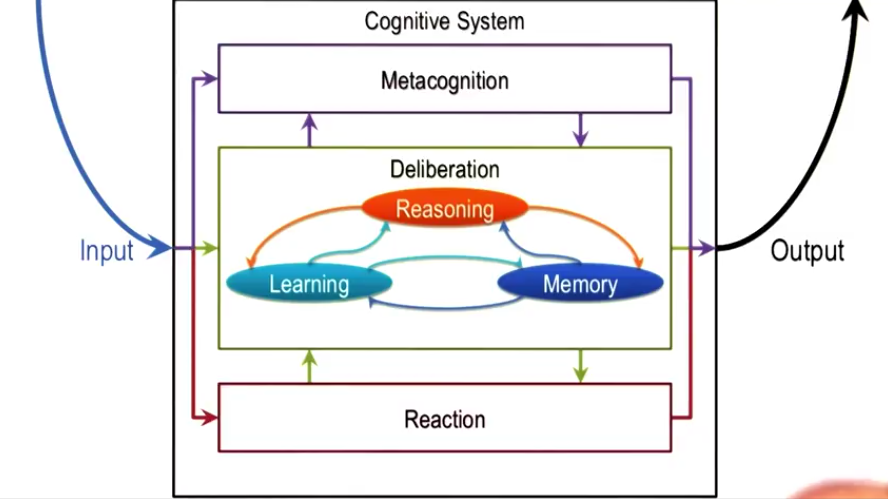 Cognitive System
Metacognition
Deliberation
Reasoning
Input
Output
Learning
Memory
Reaction